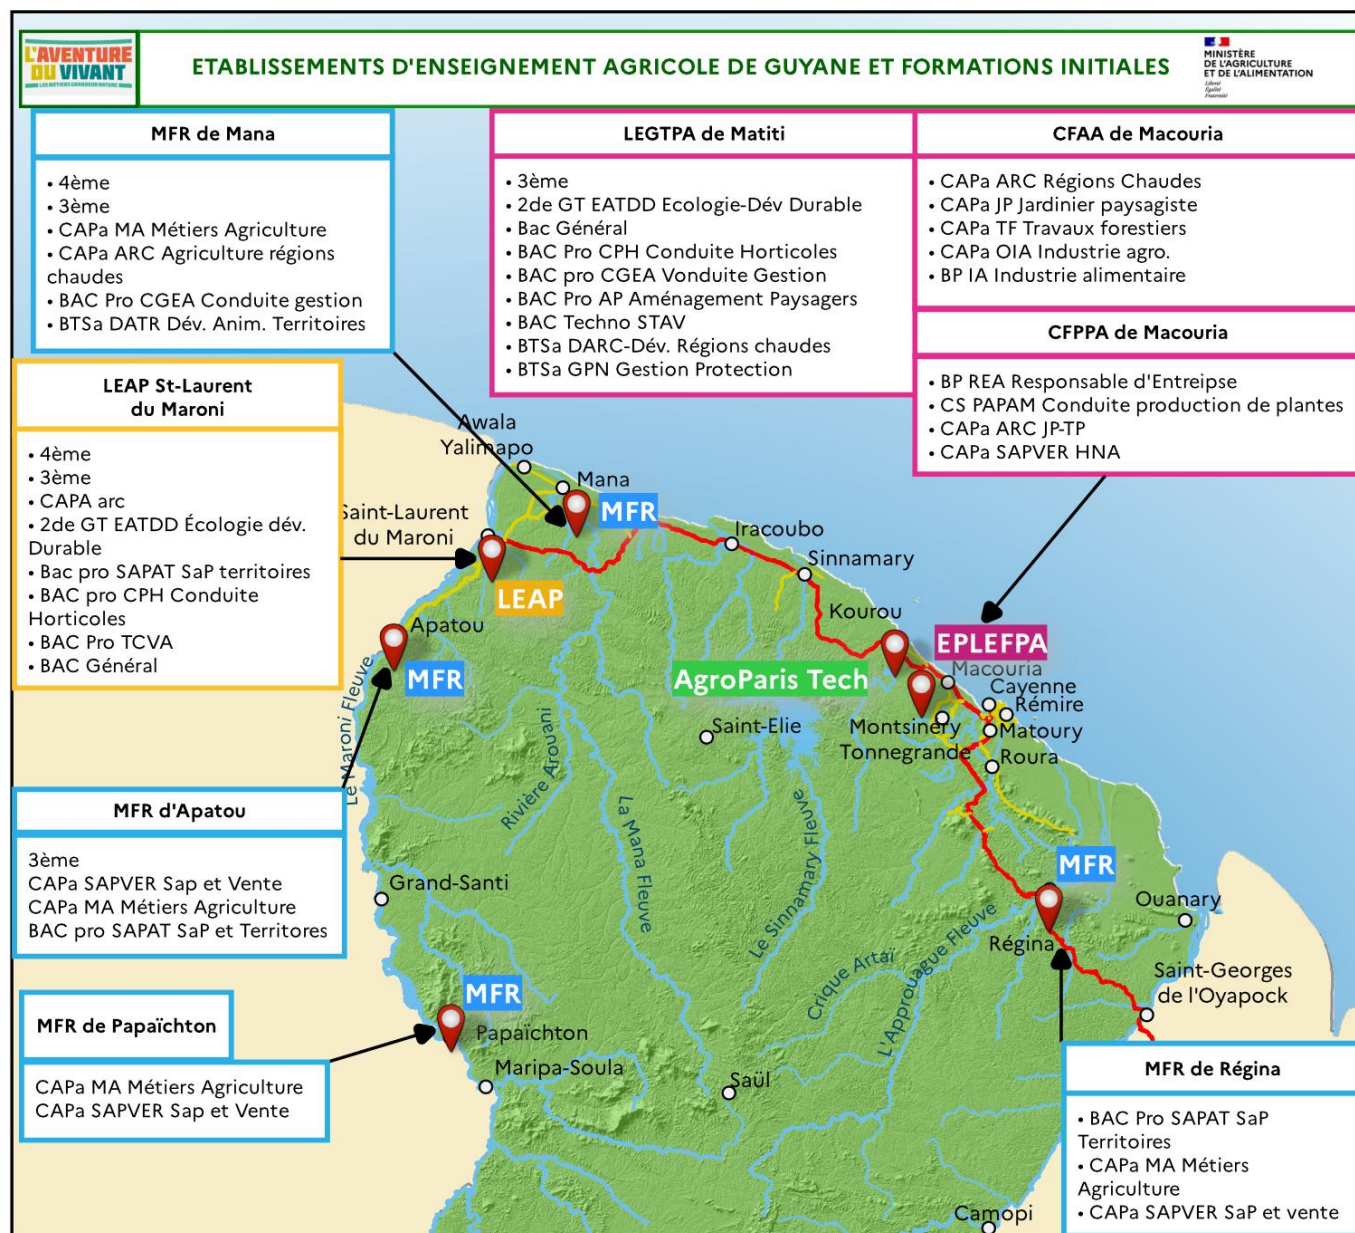 L'AVENTURE
DU VIVANT
LES MÉTIERS GRANDEUR NATURE
ETABLISSEMENTS D'ENSEIGNEMENT AGRICOLE DE GUYANE ET FORMATIONS INITIALES
MINISTÈRE
DE L'AGRICULTURE
ET DE L'ALIMENTATION
Liberté
Égalité
Fraternité
MFR de Mana
• 4ème
• 3ème
• CAPa MA Métiers Agriculture
• CAPa ARC Agriculture régions
chaudes
• BAC Pro CGEA Conduite gestion
• BTSa DATR Dév. Anim. Territoires
LEGTPA de Matiti
• 3ème
• 2de GT EATDD Ecologie-Dév Durable
• Bac Général
• BAC Pro CPH Conduite Horticoles
• BAC pro CGEA Vonduite Gestion
• BAC Pro AP Aménagement Paysagers
• BAC Techno STAV
• BTSa DARC-Dév. Régions chaudes
• BTSa GPN Gestion Protection
CFAA de Macouria
• CAPa ARC Régions Chaudes
• CAPa JP Jardinier paysagiste
• CAPa TF Travaux forestiers
• CAPa OIA Industrie agro.
• BP IA Industrie alimentaire
CFPPA de Macouria
• BP REA Responsable d'Entreipse
• CS PAPAM Conduite production de plantes
• CAPa ARC JP-TP
• CAPa SAPVER HNA
LEAP St-Laurent
du Maroni
• 4ème
• 3ème
• CAPA arc
• 2de GT EATDD Écologie dév.
Durable
• Bac pro SAPAT SaP territoires
• BAC pro CPH Conduite
Horticoles
• BAC Pro TCVA
• BAC Général
Awala
Yalimapo
Mana
MFR
Saint-Laurent
du Maroni
LEAP
Iracoubo
Sinnamary
Kourou
EPLEFPA
Macouria
AgroParis Tech
Cayenne
Rémire
Montsinéry
Tonnegrande
Matoury
Roura
Apatou
MFR
Le Maroni Fleuve
Saint-Elie
Rivière Arouani
La Mana Fleuve
Le Sinnamary Fleuve
MFR d'Apatou
3ème
CAPa SAPVER Sap et Vente
CAPa MA Métiers Agriculture
BAC pro SAPAT SaP et Territores
Grand-Santi
MFR
Régina
Ouanary
Crique Artaï
L'Approuague Fleuve
Saint-Georges
de l'Oyapock
MFR de Papaïchton
CAPa MA Métiers Agriculture
CAPa SAPVER Sap et Vente
MFR
Papaïchton
Maripa-Soula
Saül
Camopi
MFR de Régina
• BAC Pro SAPAT SaP
Territoires
• CAPa MA Métiers
Agriculture
• CAPa SAPVER SaP et vente